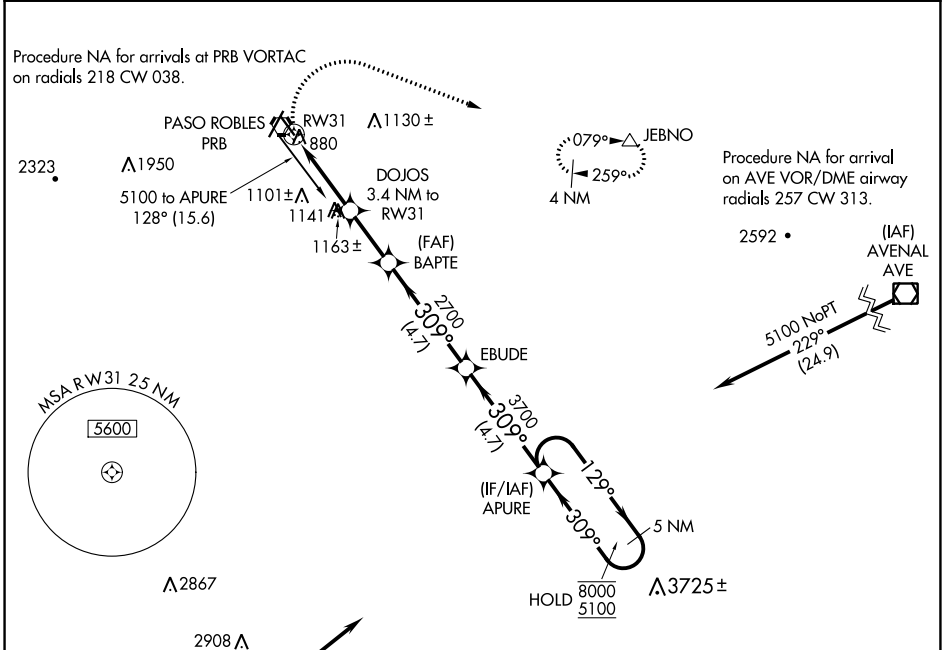 Procedure NA for arrivals at PRB VORTAC
on radials 218 CW 038.
PASO ROBLES
PRB
RW31
880
1130 ±
2323
1950
5100 to APURE
128° (15.6)
1101±
1141
1163 ±
DOJOS
3.4 NM to
RW31
(FAF)
BAPTE
079°
JEBNO
259°
4 NM
Procedure NA for arrival
on AVE VOR/DME airway
radials 257 CW 313.
2592
(IAF)
AVENAL
AVE
5100 NoPT
229°
(24.9)
2700
309°
(4.7)
EBUDE
3700
309°
(4.7)
MSA RW31 25 NM
5600
(IF/IAF)
APURE
129°
309°
5 NM
HOLD
8000
5100
3725 ±
2867
2908